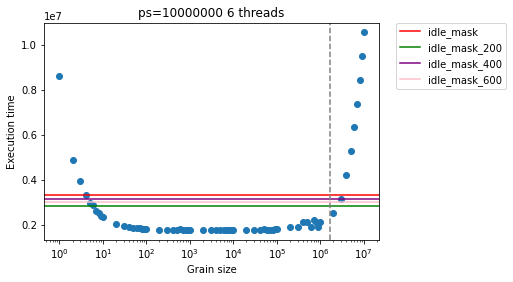 ps=10000000 6 threads
1e7
1.0
0.8
0.6
0.4
0.2
Execution time
10⁰
10¹
10²
10³
10⁴
10⁵
10⁶
10⁷
Grain size
idle_mask
idle_mask_200
idle_mask_400
idle_mask_600